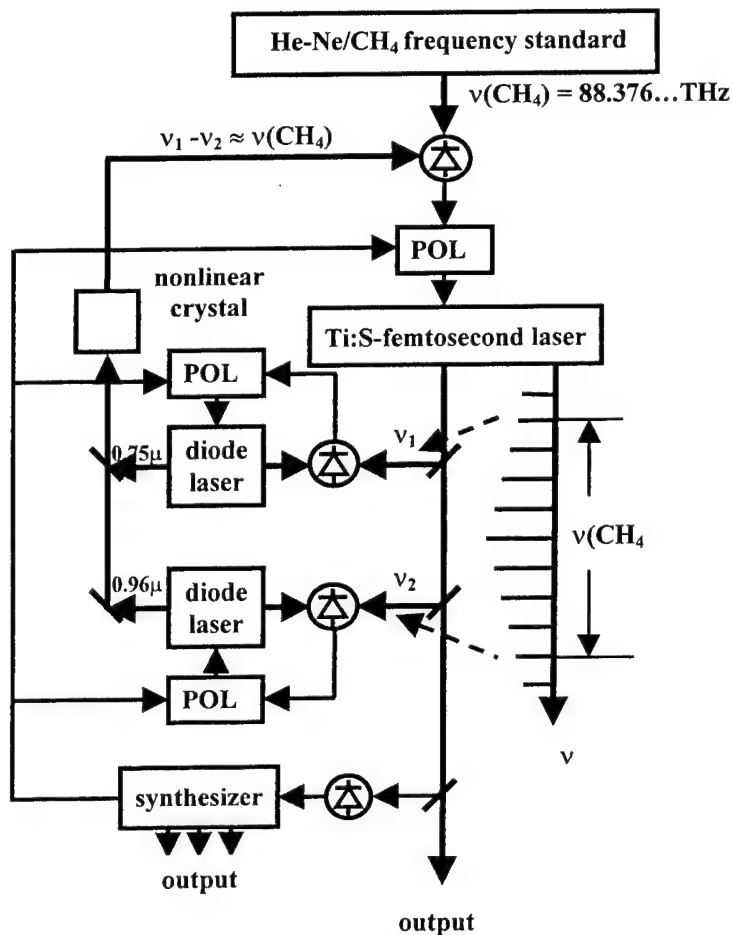 He-Ne/CH₄ frequency standard
ν(CH₄) = 88.376...THz
ν₁ -ν₂ ≈ ν(CH₄)
POL
nonlinear
crystal
Ti:S-femtosecond laser
POL
ν₁
0.75μ
diode
laser
ν(CH₄
0.96μ
diode
laser
ν₂
POL
ν
synthesizer
output
output